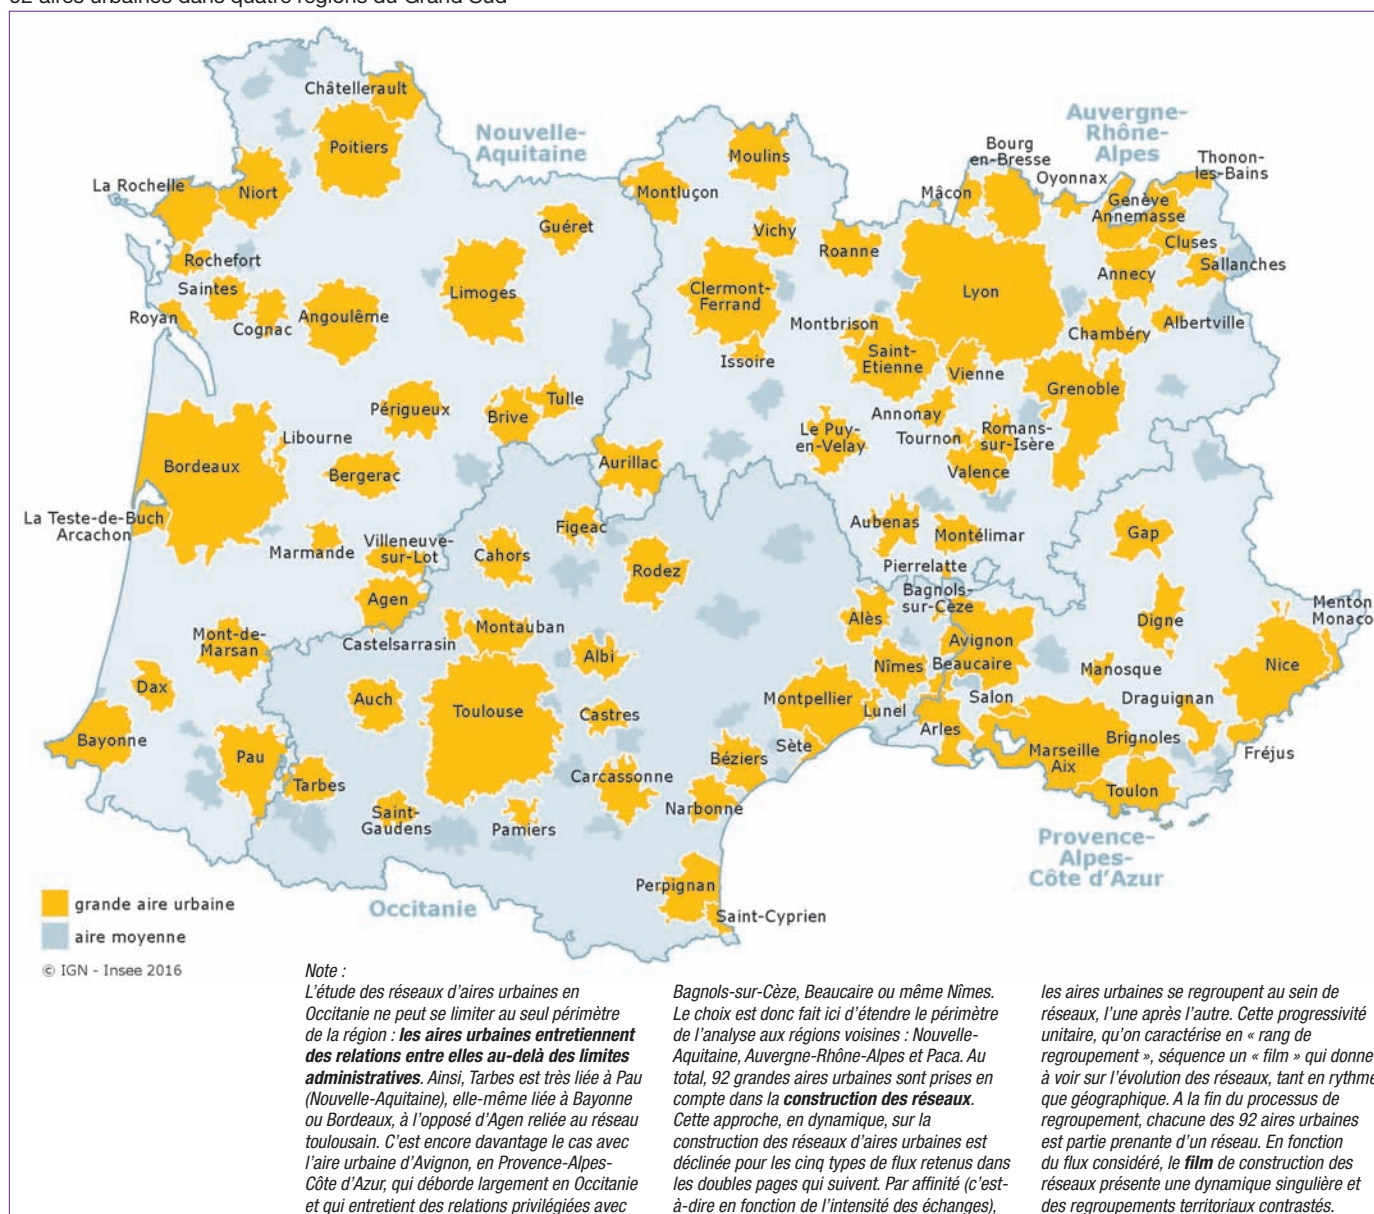 92 aires urbaines dans quatre régions du Grand Sud
Châtellerault
Poitiers
Nouvelle-
Aquitaine
La Rochelle
Niort
Guéret
Rochefort
Saintes
Royan
Cognac
Angoulême
Limoges
Périgueux
Brive
Tulle
Libourne
Bordeaux
Bergerac
La Teste-de-Buch
Arcachon
Marmande
Villeneuve-
sur-Lot
Agen
Mont-de-
Marsan
Dax
Bayonne
Pau
Auvergne-
Rhône-
Alpes
Moulins
Montluçon
Vichy
Roanne
Clermont-
Ferrand
Issoire
Mâcon
Bourg
en-Bresse
Oyonnax
Thonon-
les-Bains
Genève
Annemasse
Cluses
Sallanches
Annecy
Lyon
Montbrison
Saint-
Etienne
Vienne
Chambéry
Albertville
Grenoble
Annonay
Tournon
Romans-
sur-Isère
Valence
Le Puy-
en-Velay
Aurillac
Aubenas
Montélimar
Pierrelatte
Figeac
Cahors
Rodez
Castelsarrasin
Montauban
Albi
Auch
Toulouse
Castres
Tarbes
Saint-
Gaudens
Pamiers
Carcassonne
Narbonne
Béziers
Sète
Montpellier
Lunel
Nîmes
Alès
Bagnols-
sur-Cèze
Beaucaire
Perpignan
Saint-Cyprien
Occitanie
Gap
Digne
Avignon
Manosque
Menton
Monaco
Nice
Salon
Arles
Draguignan
Brignoles
Marseille
Aix
Fréjus
Toulon
Provence-
Alpes-
Côte d'Azur
grande aire urbaine
aire moyenne
© IGN - Insee 2016
Note :
L'étude des réseaux d'aires urbaines en
Occitanie ne peut se limiter au seul périmètre
de la région : les aires urbaines entretiennent
des relations entre elles au-delà des limites
administratives. Ainsi, Tarbes est très liée à Pau
(Nouvelle-Aquitaine), elle-même liée à Bayonne
ou Bordeaux, à l'opposé d'Agen reliée au réseau
toulousain. C'est encore davantage le cas avec
l'aire urbaine d'Avignon, en Provence-Alpes-
Côte d'Azur, qui déborde largement en Occitanie
et qui entretient des relations privilégiées avec
Bagnols-sur-Cèze, Beaucaire ou même Nîmes.
Le choix est donc fait ici d'étendre le périmètre
de l'analyse aux régions voisines : Nouvelle-
Aquitaine, Auvergne-Rhône-Alpes et Paca. Au
total, 92 grandes aires urbaines sont prises en
compte dans la construction des réseaux.
Cette approche, en dynamique, sur la
construction des réseaux d'aires urbaines est
déclinée pour les cinq types de flux retenus dans
les doubles pages qui suivent. Par affinité (c'est-
à-dire en fonction de l'intensité des échanges),
les aires urbaines se regroupent au sein de
réseaux, l'une après l'autre. Cette progressivité
unitaire, qu'on caractérise en « rang de
regroupement », séquence un « film » qui donne
à voir sur l'évolution des réseaux, tant en rythme
que géographique. A la fin du processus de
regroupement, chacune des 92 aires urbaines
est partie prenante d'un réseau. En fonction
du flux considéré, le film de construction des
réseaux présente une dynamique singulière et
des regroupements territoriaux contrastés.